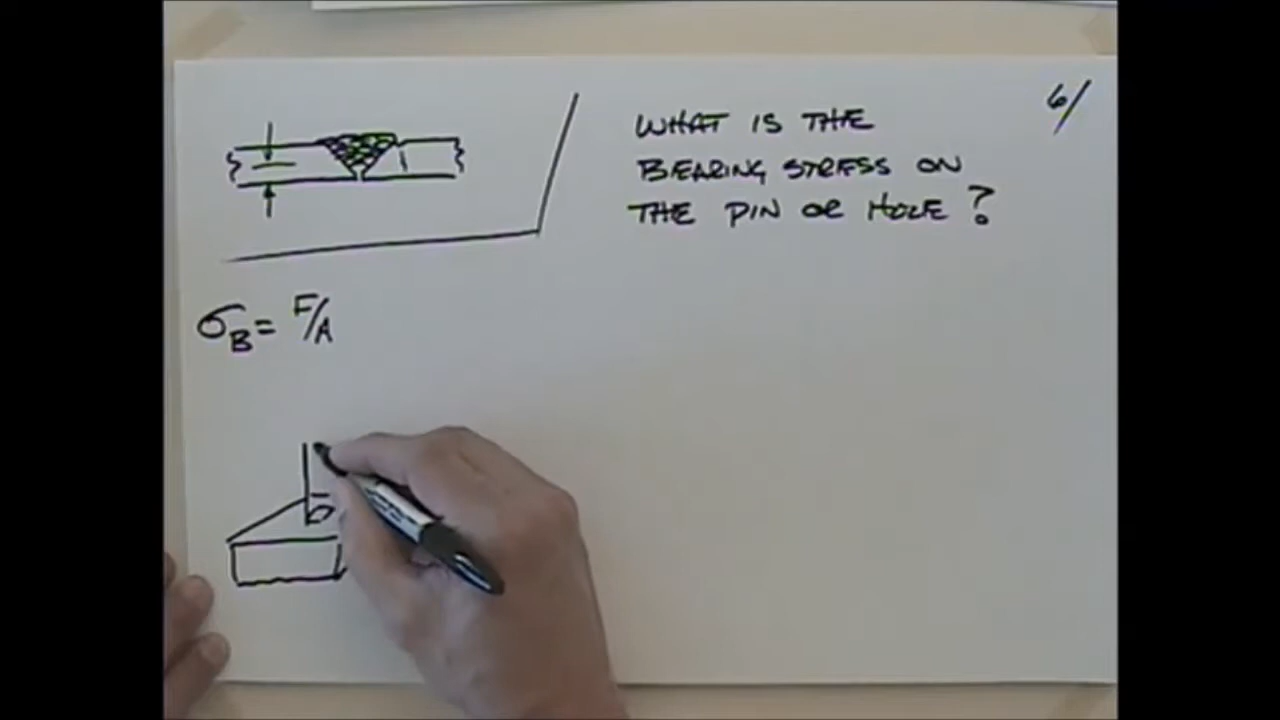 6/
WHAT IS THE
BEARING STRESS ON
THE PIN OR HOLE?
σB = F/A